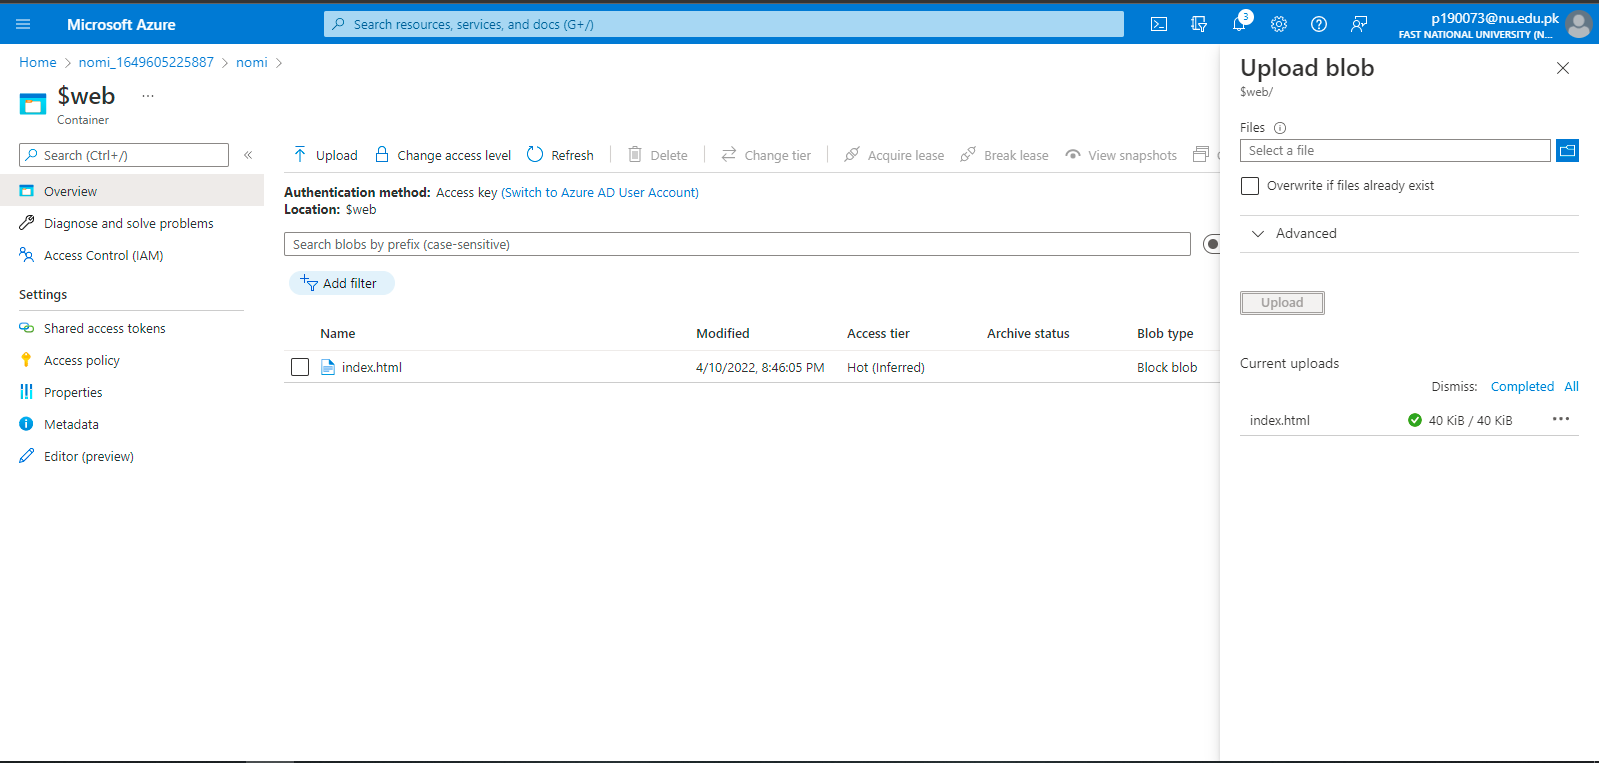 Microsoft Azure
Search resources, services, and docs (G+/)
3
p190073@nu.edu.pk
FAST NATIONAL UNIVERSITY (N...
Home > nomi_1649605225887 > nomi >
$web ...
Container
Search (Ctrl+/)
«
Overview
Diagnose and solve problems
Access Control (IAM)
Settings
Shared access tokens
Access policy
Properties
Metadata
Editor (preview)
Upload
Change access level
Refresh
Delete
Change tier
Acquire lease
Break lease
View snapshots
Authentication method: Access key (Switch to Azure AD User Account)
Location: $web
Search blobs by prefix (case-sensitive)
Add filter
Name Modified Access tier Archive status Blob type
index.html 4/10/2022, 8:46:05 PM Hot (Inferred) Block blob
Upload blob
$web/
Files
Select a file
Overwrite if files already exist
Advanced
Upload
Current uploads
Dismiss: Completed All
index.html 40 KiB / 40 KiB ...